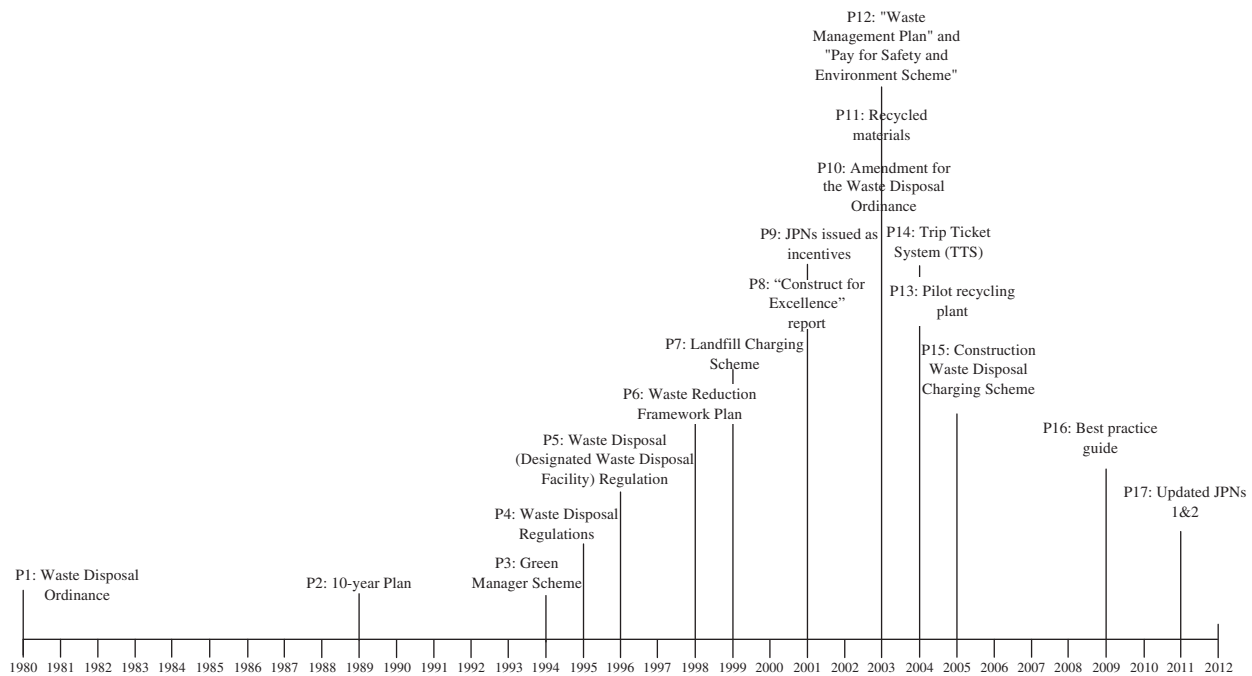 P12: "Waste
Management Plan" and
"Pay for Safety and
Environment Scheme"
P11: Recycled
materials
P10: Amendment for
the Waste Disposal
Ordinance
P9: JPNs issued as
incentives
P14: Trip Ticket
System (TTS)
P8: “Construct for
Excellence”
report
P13: Pilot recycling
plant
P7: Landfill Charging
Scheme
P15: Construction
Waste Disposal
Charging Scheme
P6: Waste Reduction
Framework Plan
P5: Waste Disposal
(Designated Waste Disposal
Facility) Regulation
P16: Best practice
guide
P4: Waste Disposal
Regulations
P17: Updated JPNs
1&2
P3: Green
Manager Scheme
P1: Waste Disposal
Ordinance
P2: 10-year Plan
1980 1981 1982 1983 1984 1985 1986 1987 1988 1989 1990 1991 1992 1993 1994 1995 1996 1997 1998 1999 2000 2001 2002 2003 2004 2005 2006 2007 2008 2009 2010 2011 2012